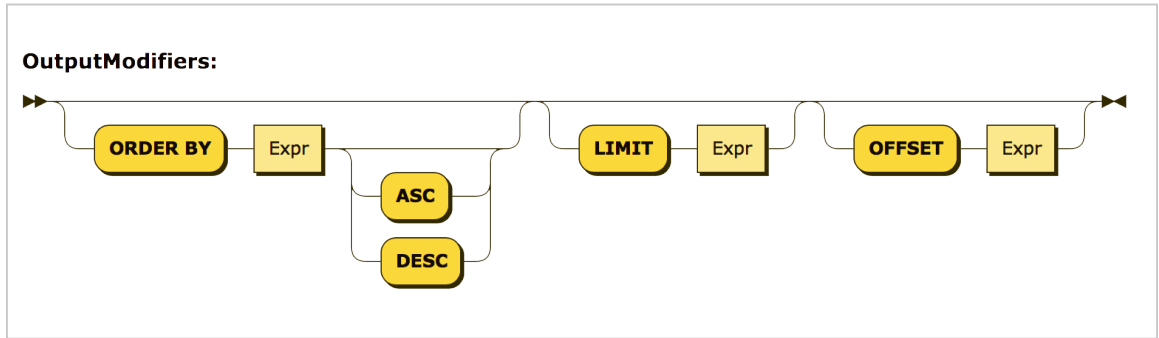 OutputModifiers:
ORDER BY Expr LIMIT Expr OFFSET Expr
ASC
DESC